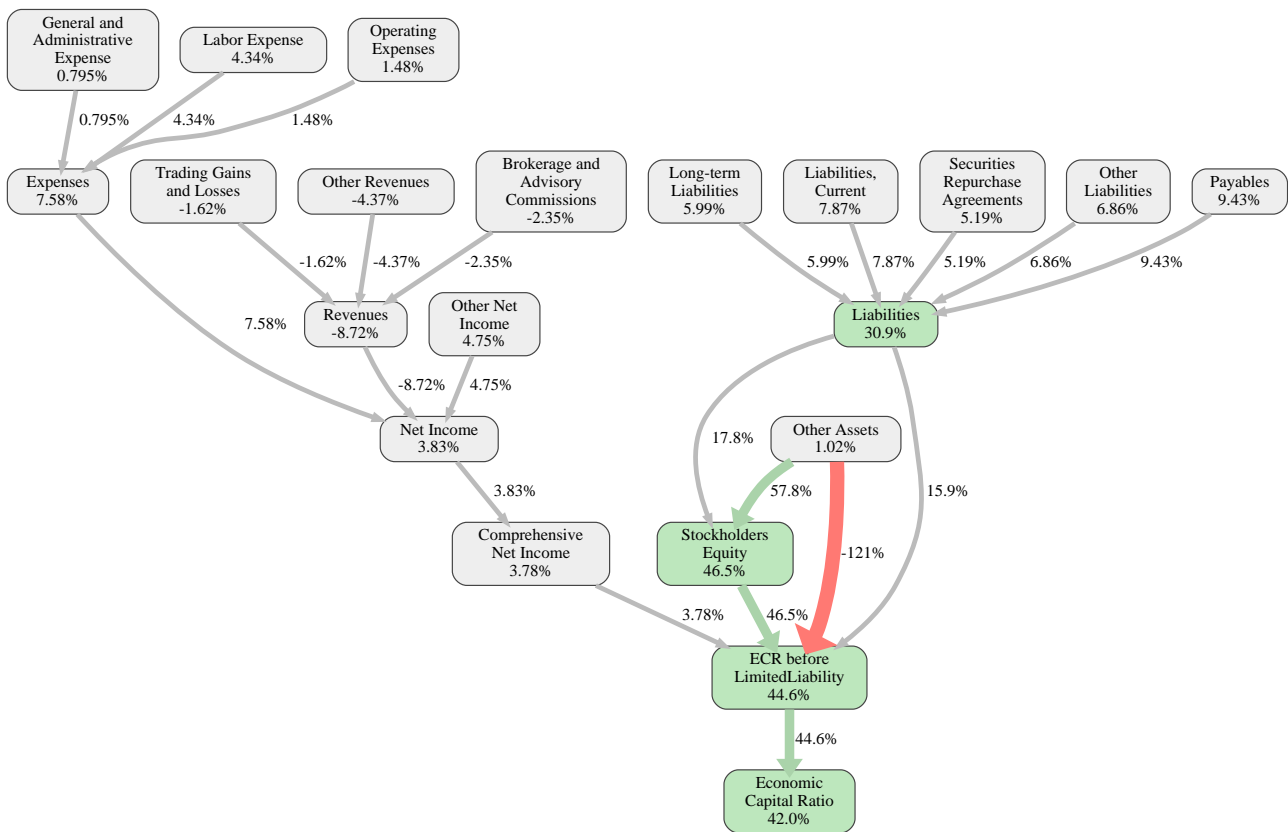 General and
Administrative
Expense
0.795%
Labor Expense
4.34%
Operating
Expenses
1.48%
0.795%
4.34%
1.48%
Expenses
7.58%
Trading Gains
and Losses
-1.62%
Other Revenues
-4.37%
Brokerage and
Advisory
Commissions
-2.35%
Long-term
Liabilities
5.99%
Liabilities,
Current
7.87%
Securities
Repurchase
Agreements
5.19%
Other
Liabilities
6.86%
Payables
9.43%
-1.62%
-4.37%
-2.35%
5.99%
7.87%
5.19%
6.86%
9.43%
7.58%
Revenues
-8.72%
Other Net
Income
4.75%
Liabilities
30.9%
-8.72%
4.75%
Net Income
3.83%
17.8%
Other Assets
1.02%
3.83%
57.8%
15.9%
Comprehensive
Net Income
3.78%
Stockholders
Equity
46.5%
-121%
3.78%
46.5%
ECR before
LimitedLiability
44.6%
44.6%
Economic
Capital Ratio
42.0%